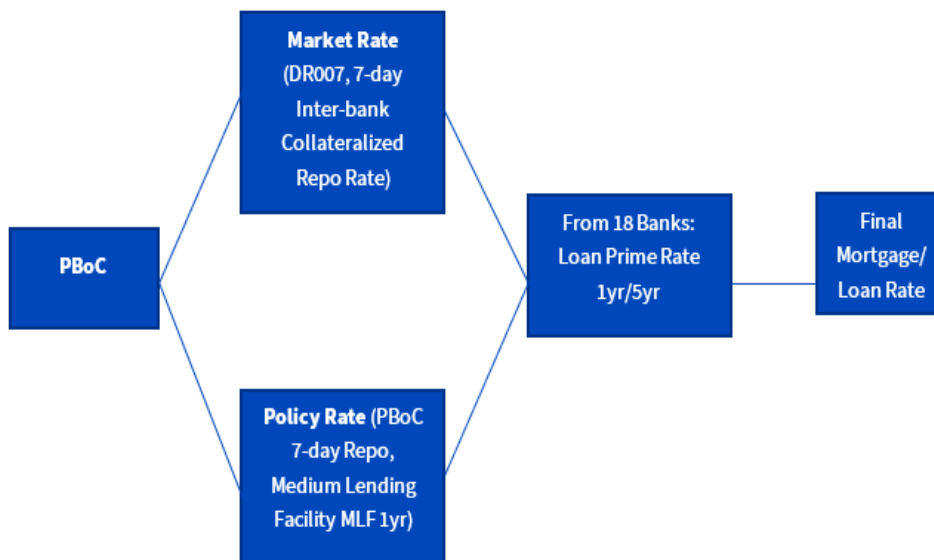 Market Rate
(DR007, 7-day
Inter-bank
Collateralized
Repo Rate)
PBoC
From 18 Banks:
Loan Prime Rate
1yr/5yr
Final
Mortgage/
Loan Rate
Policy Rate (PBoC
7-day Repo,
Medium Lending
Facility MLF 1yr)